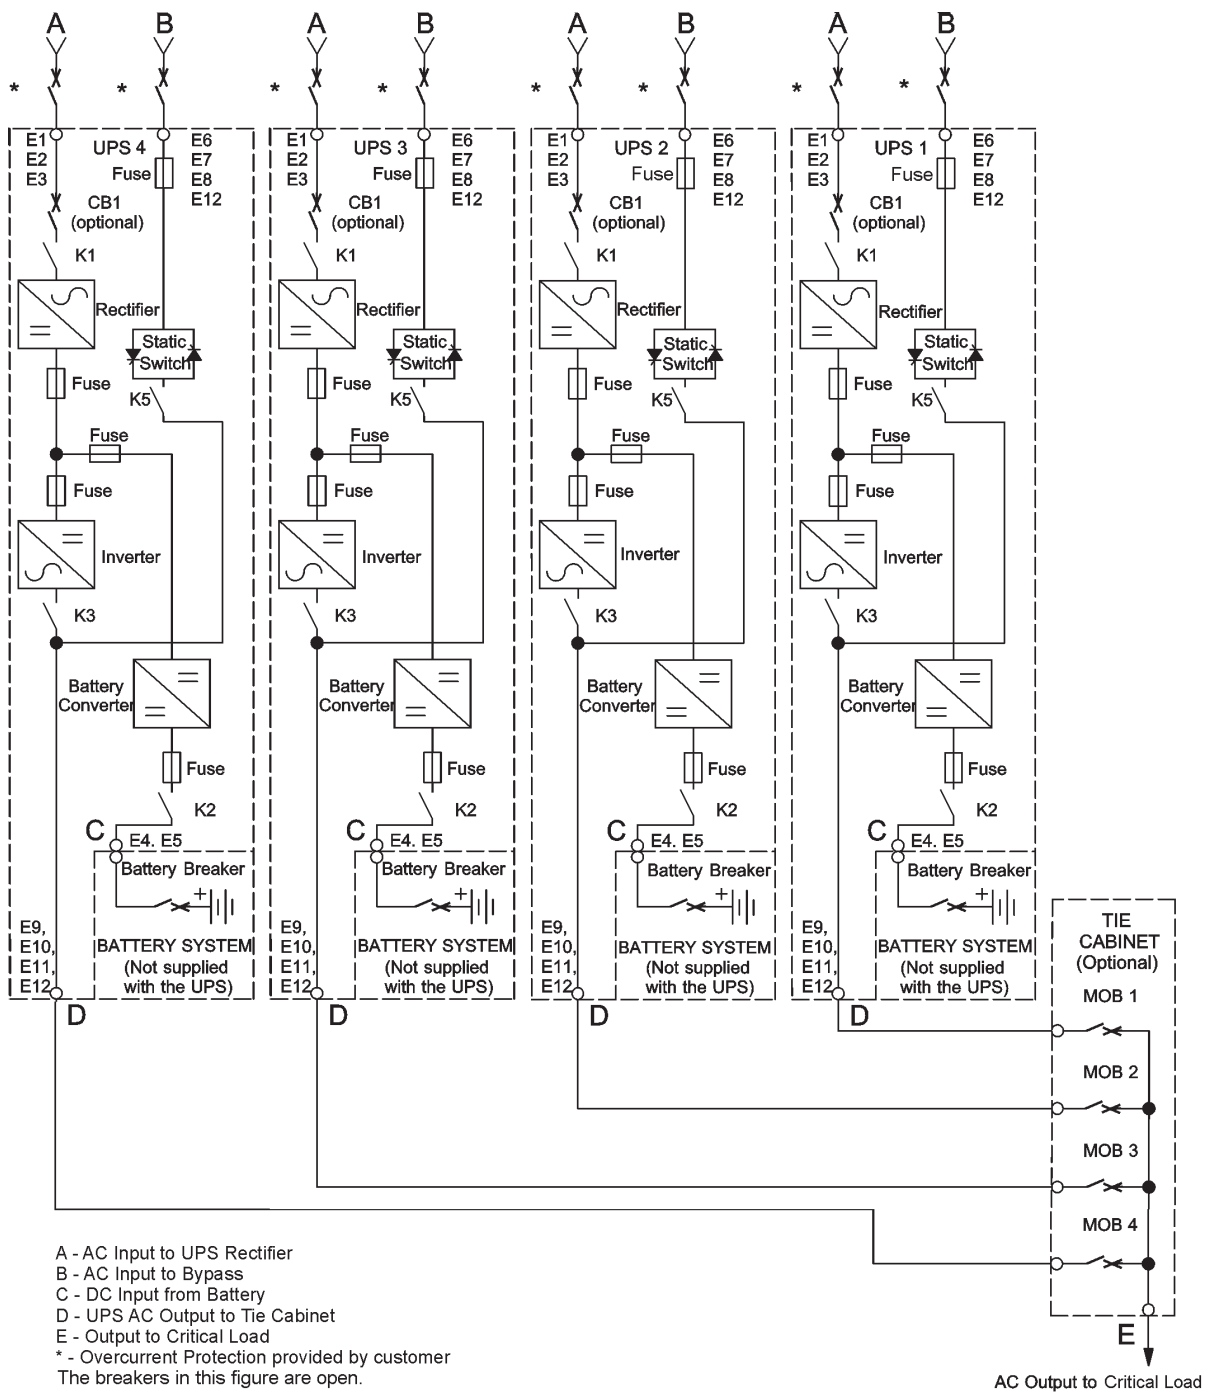 A
B
A
B
A
B
A
B
*
*
*
*
*
*
*
*
E1
E2
E3
UPS 4
Fuse
E6
E7
E8
E12
CB1
(optional)
K1
Rectifier
Static
Switch
Fuse
K5
Fuse
Fuse
Inverter
K3
Battery
Converter
Fuse
K2
C
E4. E5
Battery Breaker
+
BATTERY SYSTEM
(Not supplied
with the UPS)
E9,
E10,
E11,
E12
D
E1
E2
E3
UPS 3
Fuse
E6
E7
E8
E12
CB1
(optional)
K1
Rectifier
Static
Switch
Fuse
K5
Fuse
Fuse
Inverter
K3
Battery
Converter
Fuse
K2
C
E4. E5
Battery Breaker
+
BATTERY SYSTEM
(Not supplied
with the UPS)
E9,
E10,
E11,
E12
D
E1
E2
E3
UPS 2
Fuse
E6
E7
E8
E12
CB1
(optional)
K1
Rectifier
Static
Switch
Fuse
K5
Fuse
Fuse
Inverter
K3
Battery
Converter
Fuse
K2
C
E4. E5
Battery Breaker
+
BATTERY SYSTEM
(Not supplied
with the UPS)
E9,
E10,
E11,
E12
D
E1
E2
E3
UPS 1
Fuse
E6
E7
E8
E12
CB1
(optional)
K1
Rectifier
Static
Switch
Fuse
K5
Fuse
Fuse
Inverter
K3
Battery
Converter
Fuse
K2
C
E4. E5
Battery Breaker
+
BATTERY SYSTEM
(Not supplied
with the UPS)
E9,
E10,
E11,
E12
D
TIE
CABINET
(Optional)
MOB 1
MOB 2
MOB 3
MOB 4
E
AC Output to Critical Load
A - AC Input to UPS Rectifier
B - AC Input to Bypass
C - DC Input from Battery
D - UPS AC Output to Tie Cabinet
E - Output to Critical Load
* - Overcurrent Protection provided by customer
The breakers in this figure are open.